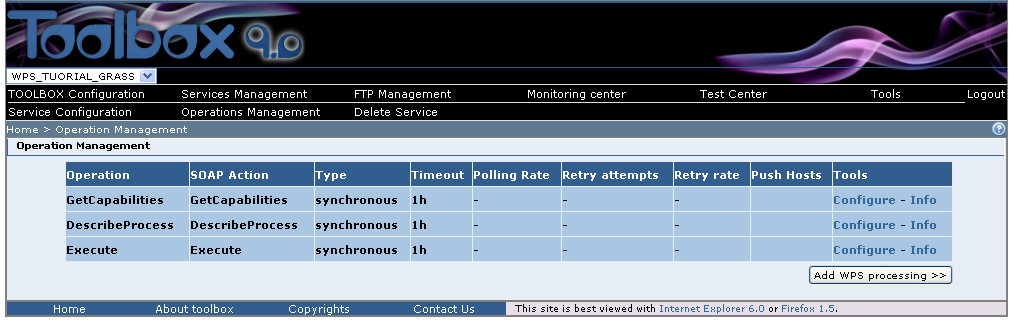 Toolbox 9.0
WPS_TUORIAL_GRASS
TOOLBOX Configuration Services Management FTP Management Monitoring center Test Center Tools Logout
Service Configuration Operations Management Delete Service
Home > Operation Management ?
Operation Management
Operation SOAP Action Type Timeout Polling Rate Retry attempts Retry rate Push Hosts Tools
GetCapabilities GetCapabilities synchronous 1h - - - Configure - Info
DescribeProcess DescribeProcess synchronous 1h - - - Configure - Info
Execute Execute synchronous 1h - - - Configure - Info
Add WPS processing >>
Home About toolbox Copyrights Contact Us This site is best viewed with Internet Explorer 6.0 or Firefox 1.5.